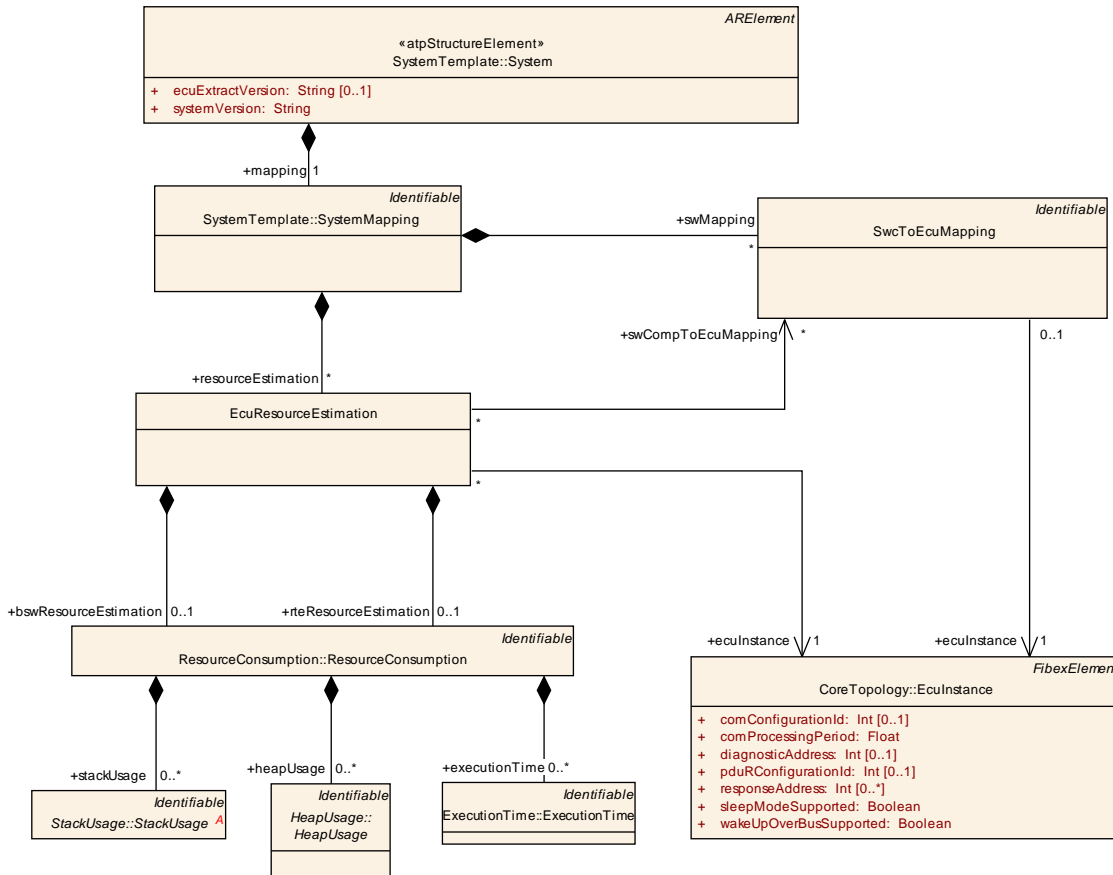 ARElement
«atpStructureElement»
SystemTemplate::System
+ ecuExtractVersion: String [0..1]
+ systemVersion: String
+mapping 1
Identifiable
SystemTemplate::SystemMapping
+swMapping
*
Identifiable
SwcToEcuMapping
+swCompToEcuMapping *
0..1
+resourceEstimation *
EcuResourceEstimation
*
*
+bswResourceEstimation 0..1
+rteResourceEstimation 0..1
+ecuInstance 1
+ecuInstance 1
Identifiable
ResourceConsumption::ResourceConsumption
FibexElemen
CoreTopology::EcuInstance
+ comConfigurationId: Int [0..1]
+ comProcessingPeriod: Float
+ diagnosticAddress: Int [0..1]
+ pduRConfigurationId: Int [0..1]
+ responseAddress: Int [0..*]
+ sleepModeSupported: Boolean
+ wakeUpOverBusSupported: Boolean
+stackUsage 0..*
+heapUsage 0..*
+executionTime 0..*
Identifiable
StackUsage::StackUsage A
Identifiable
HeapUsage::
HeapUsage
Identifiable
ExecutionTime::ExecutionTime